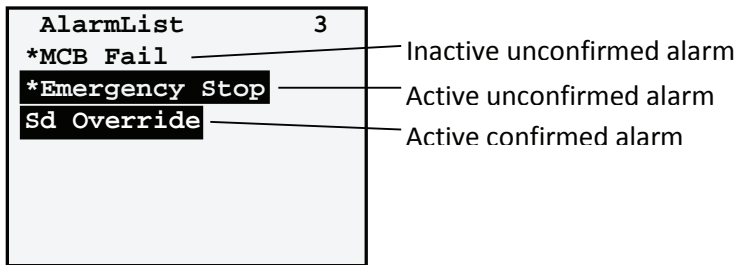 AlarmList 3
*MCB Fail
Inactive unconfirmed alarm
*Emergency Stop
Active unconfirmed alarm
Sd Override
Active confirmed alarm